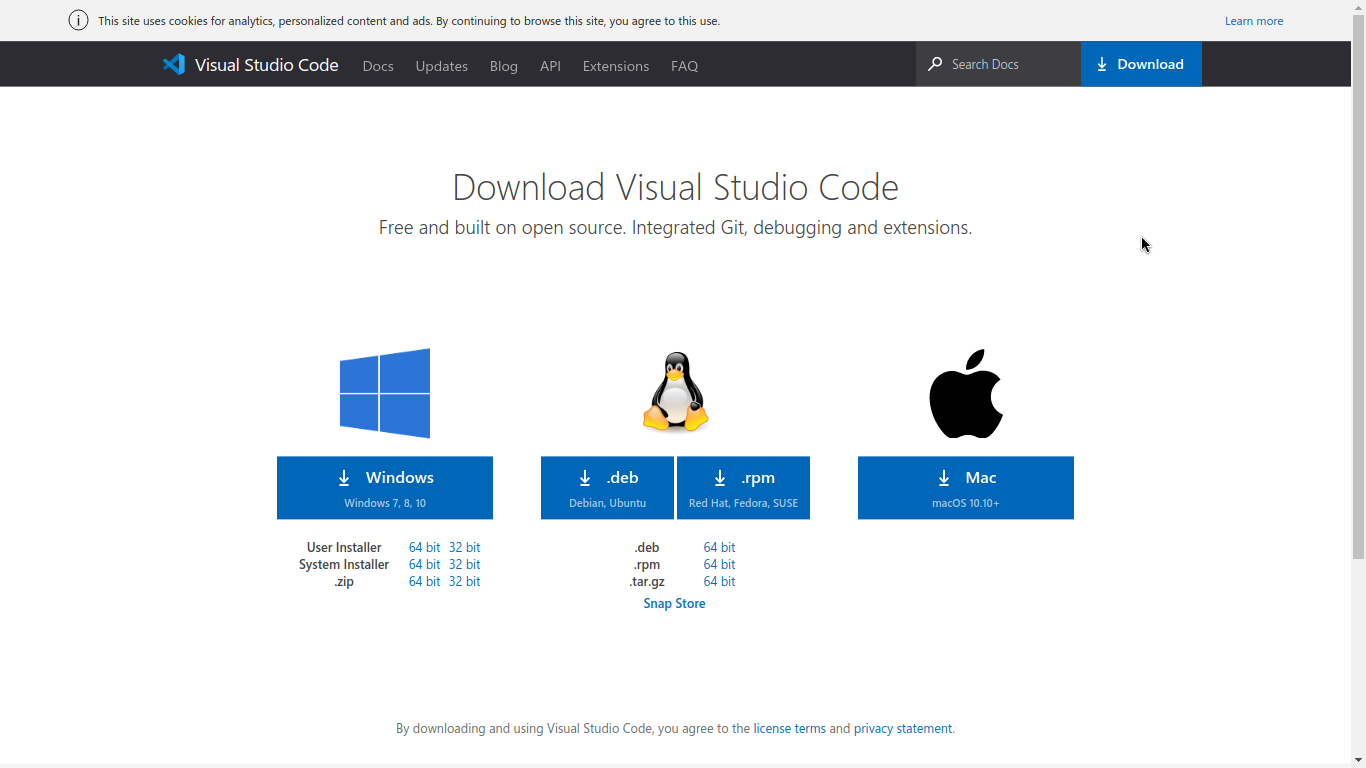 This site uses cookies for analytics, personalized content and ads. By continuing to browse this site, you agree to this use.
Learn more
Visual Studio Code Docs Updates Blog API Extensions FAQ Search Docs Download
Download Visual Studio Code
Free and built on open source. Integrated Git, debugging and extensions.
Windows
Windows 7, 8, 10
.deb
Debian, Ubuntu
.rpm
Red Hat, Fedora, SUSE
Mac
macOS 10.10+
User Installer 64 bit 32 bit
System Installer 64 bit 32 bit
.zip 64 bit 32 bit
.deb 64 bit
.rpm 64 bit
.tar.gz 64 bit
Snap Store
By downloading and using Visual Studio Code, you agree to the license terms and privacy statement.